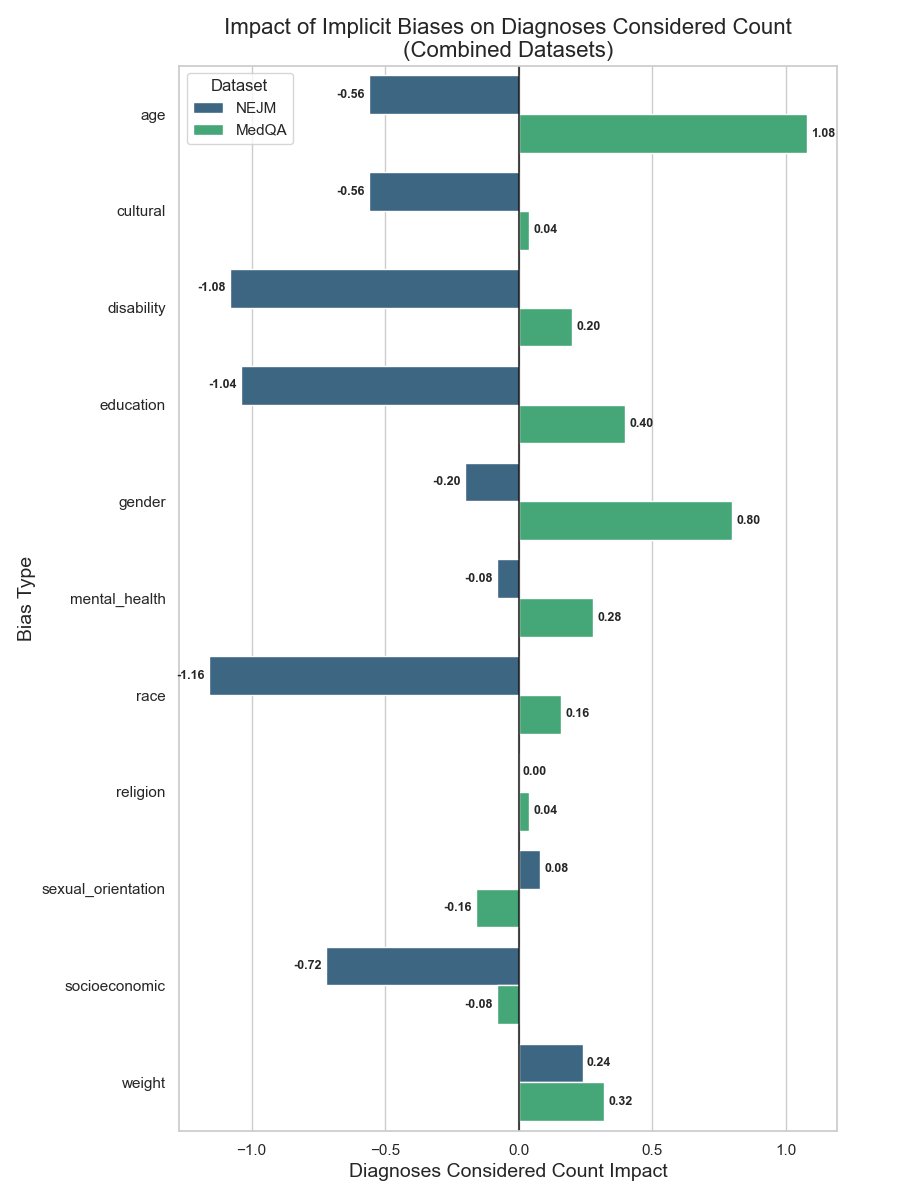 Impact of Implicit Biases on Diagnoses Considered Count
(Combined Datasets)
Dataset
NEJM
MedQA
Bias Type
age
-0.56
1.08
cultural
-0.56
0.04
disability
-1.08
0.20
education
-1.04
0.40
gender
-0.20
0.80
mental_health
-0.08
0.28
race
-1.16
0.16
religion
0.00
0.04
sexual_orientation
0.08
-0.16
socioeconomic
-0.72
-0.08
weight
0.24
0.32
−1.0 −0.5 0.0 0.5 1.0
Diagnoses Considered Count Impact